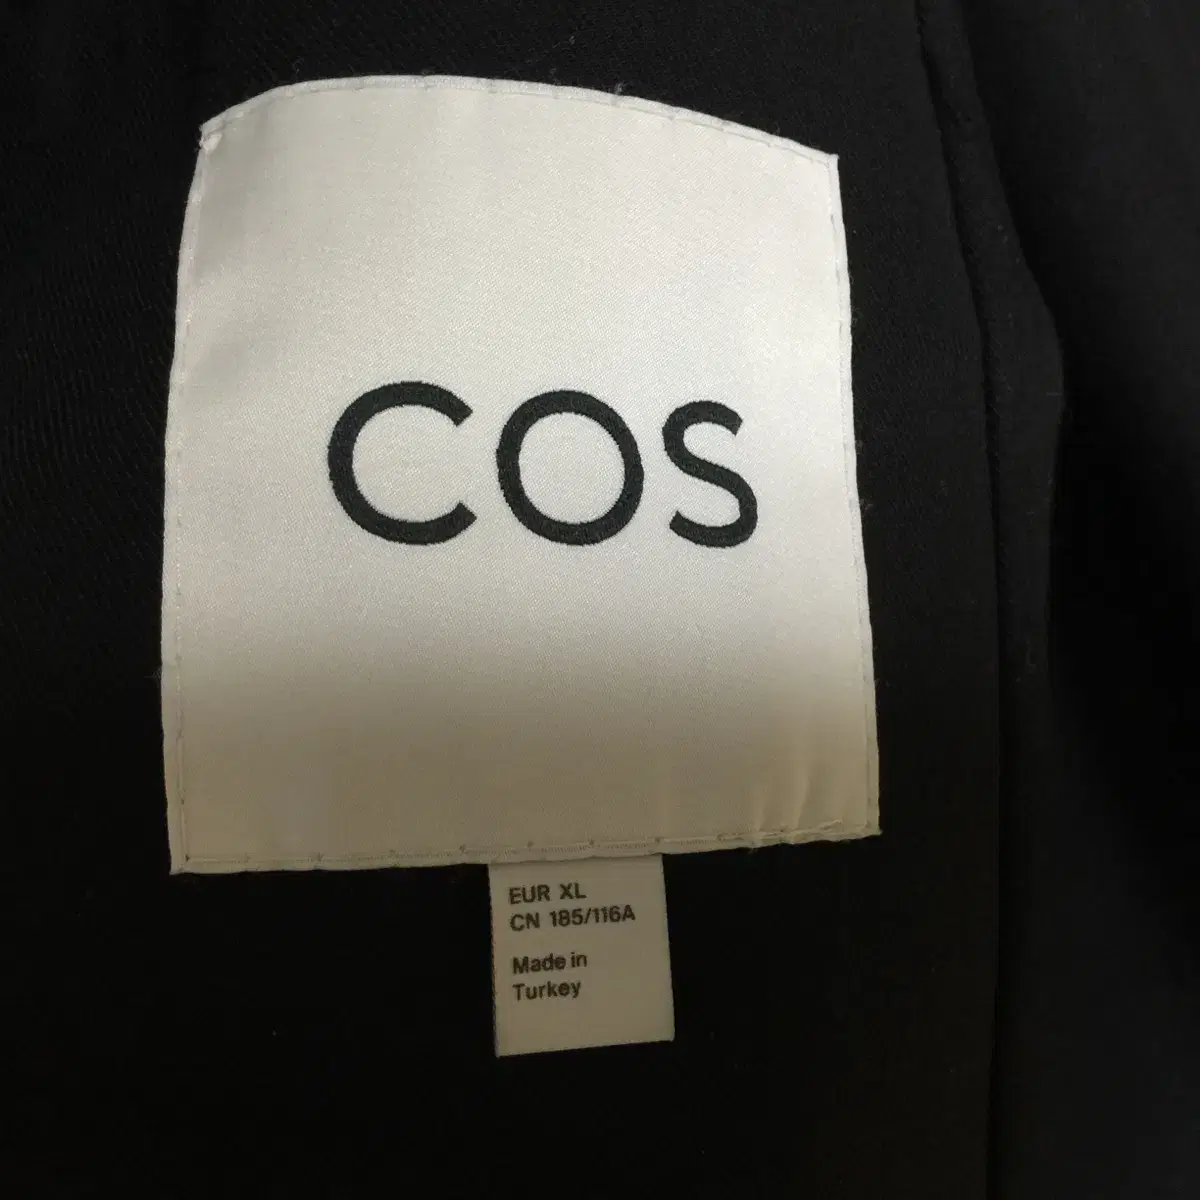 COS
EUR XL
CN 185/116A
Made in
Turkey